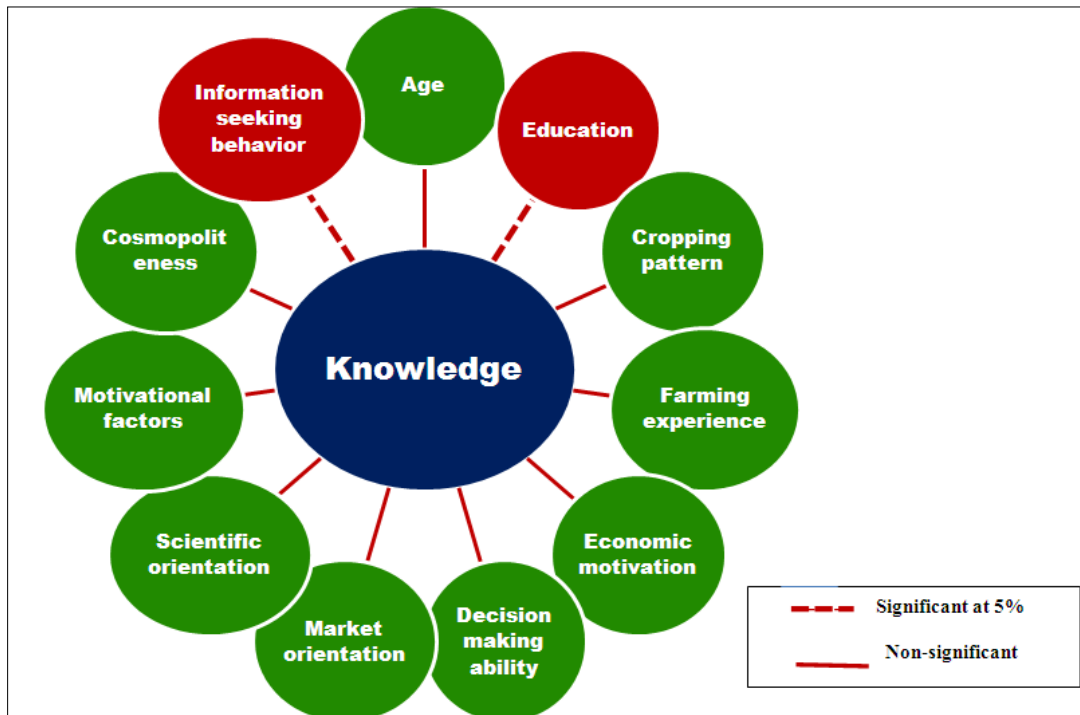 Age
Education
Cropping
pattern
Farming
experience
Economic
motivation
Decision
making
ability
Market
orientation
Scientific
orientation
Motivational
factors
Cosmopolit
eness
Information
seeking
behavior
Knowledge
Significant at 5%
Non-significant